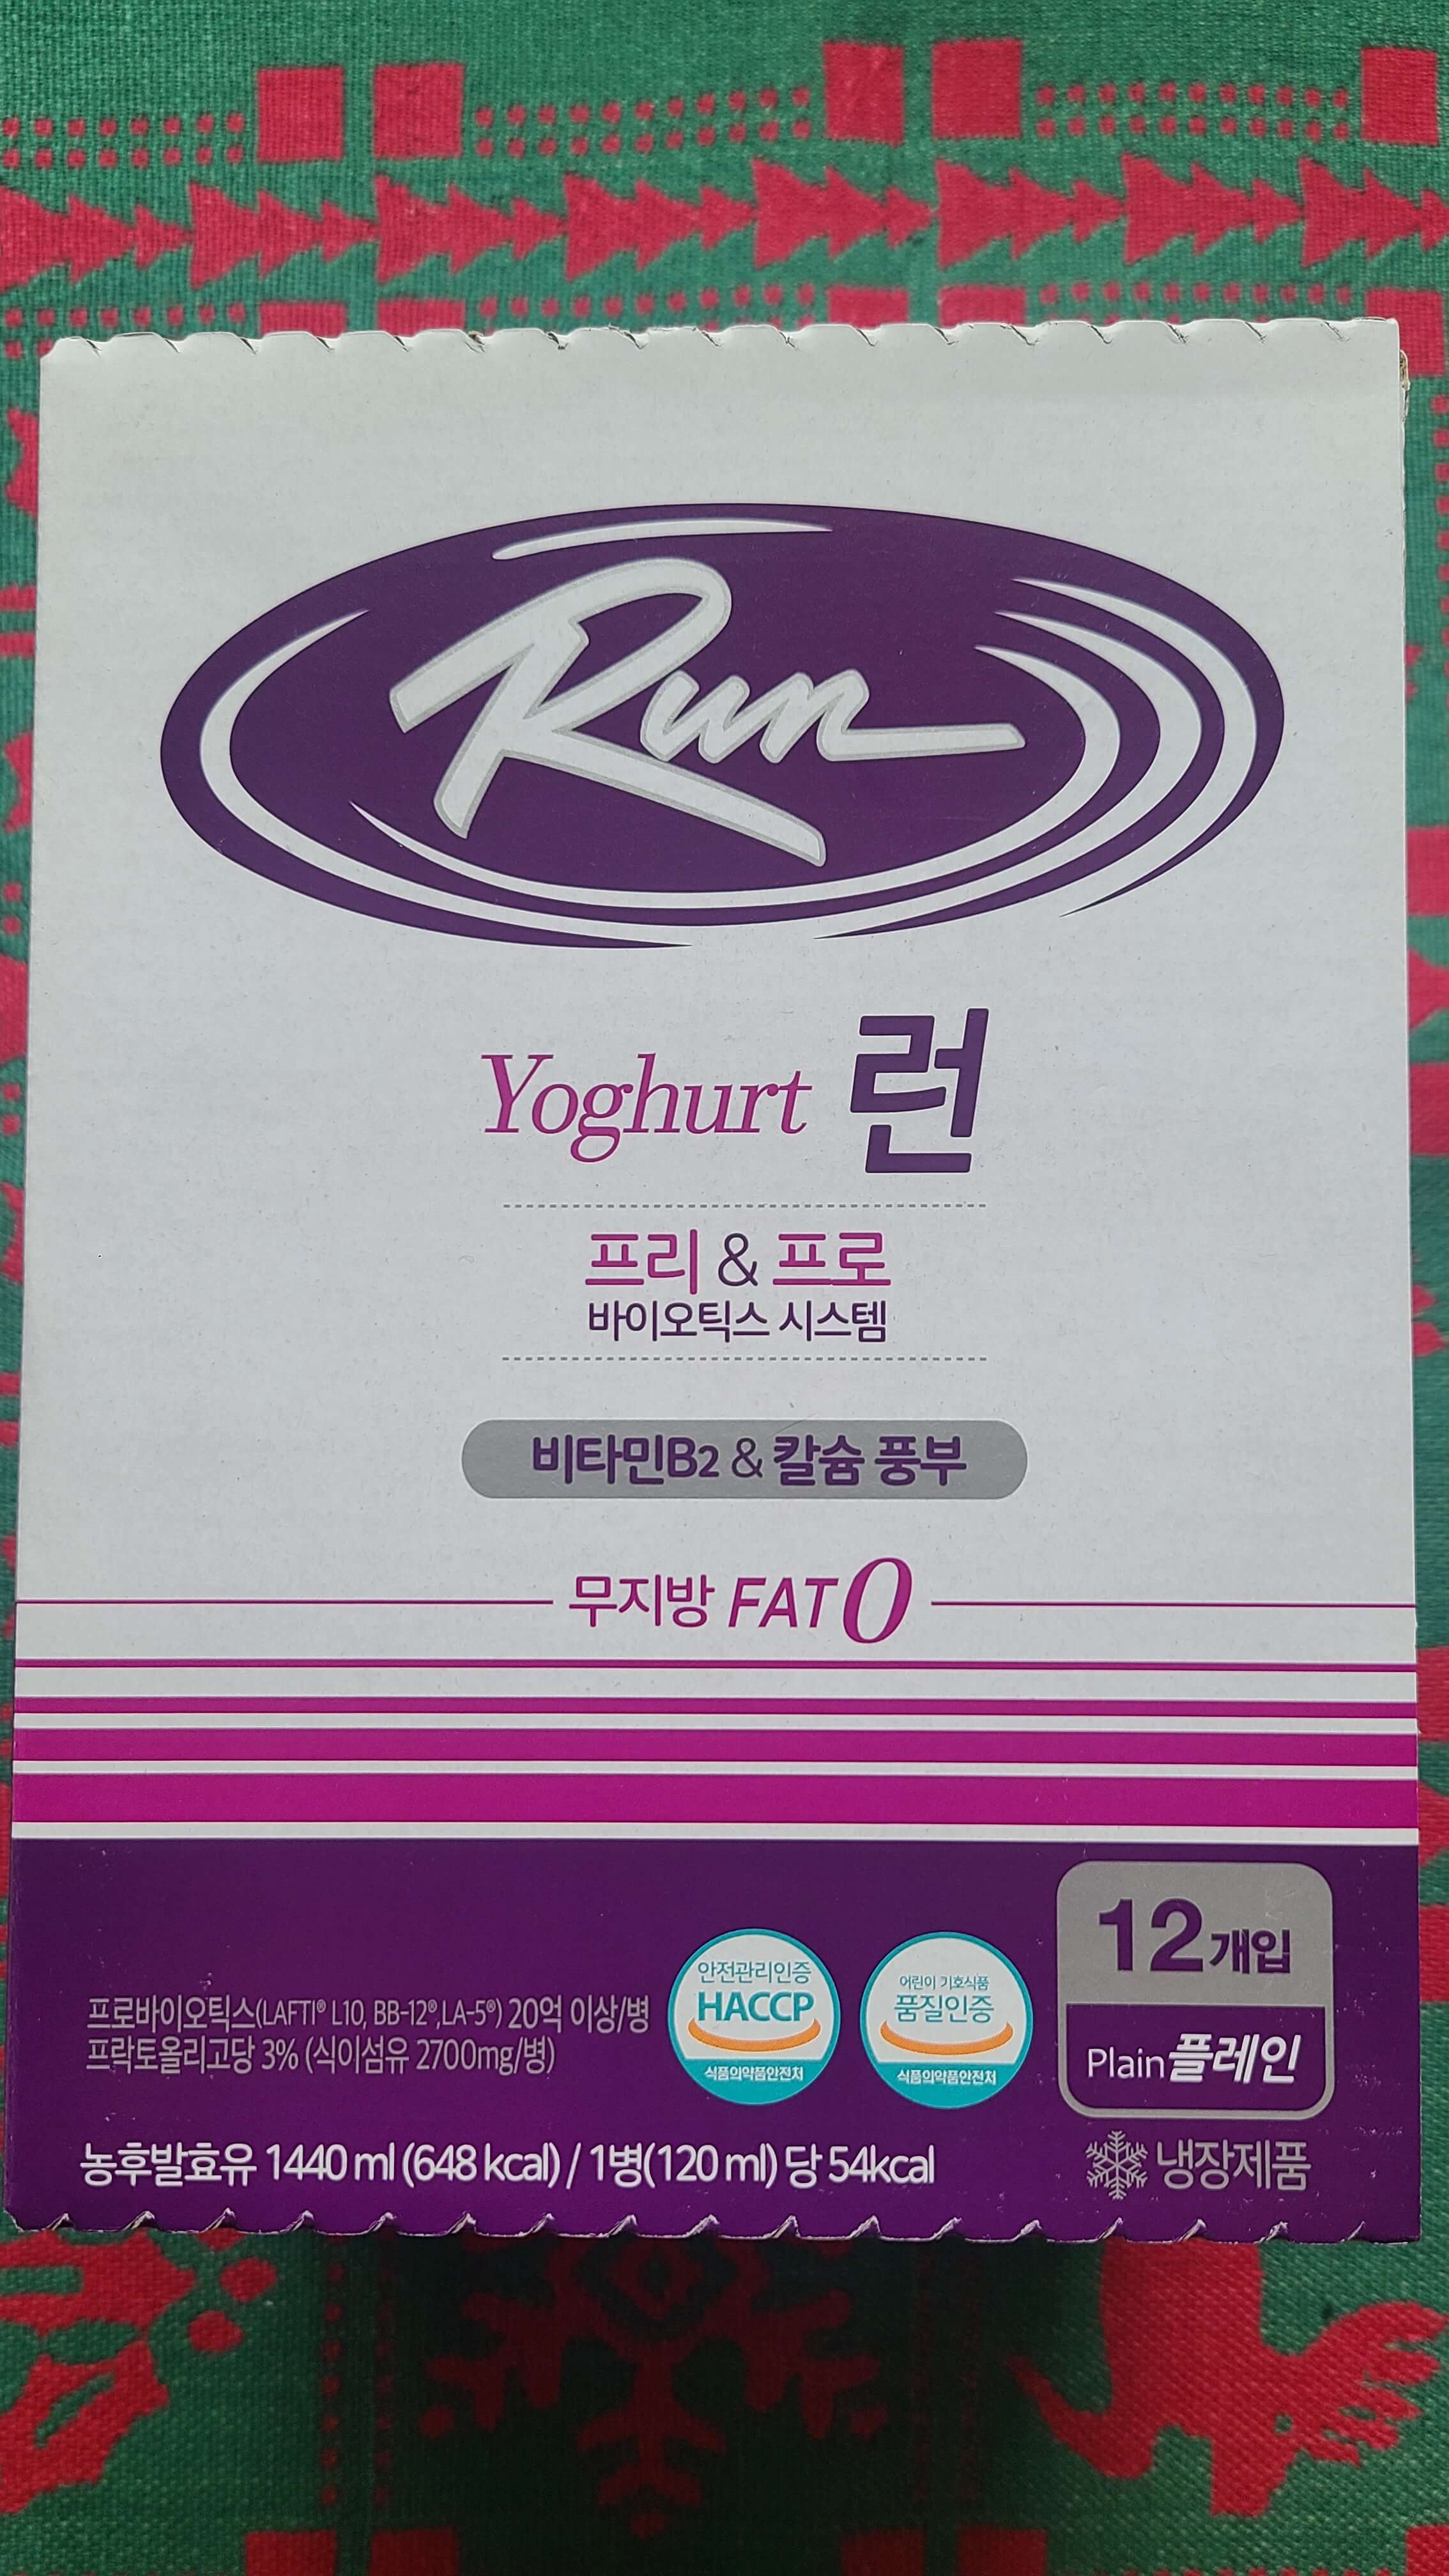 Run
Yoghurt 런
프리 & 프로
바이오틱스 시스템
비타민B2 & 칼슘 풍부
무지방 FAT 0
프로바이오틱스(LAFTI® L10, BB-12®,LA-5®) 20억 이상/병
프락토올리고당 3% (식이섬유 2700mg/병)
안전관리인증
HACCP
식품의약품안전처
어린이 기호식품
품질인증
식품의약품안전처
12개입
Plain플레인
농후발효유 1440 ml (648 kcal) / 1병(120 ml) 당 54kcal
냉장제품